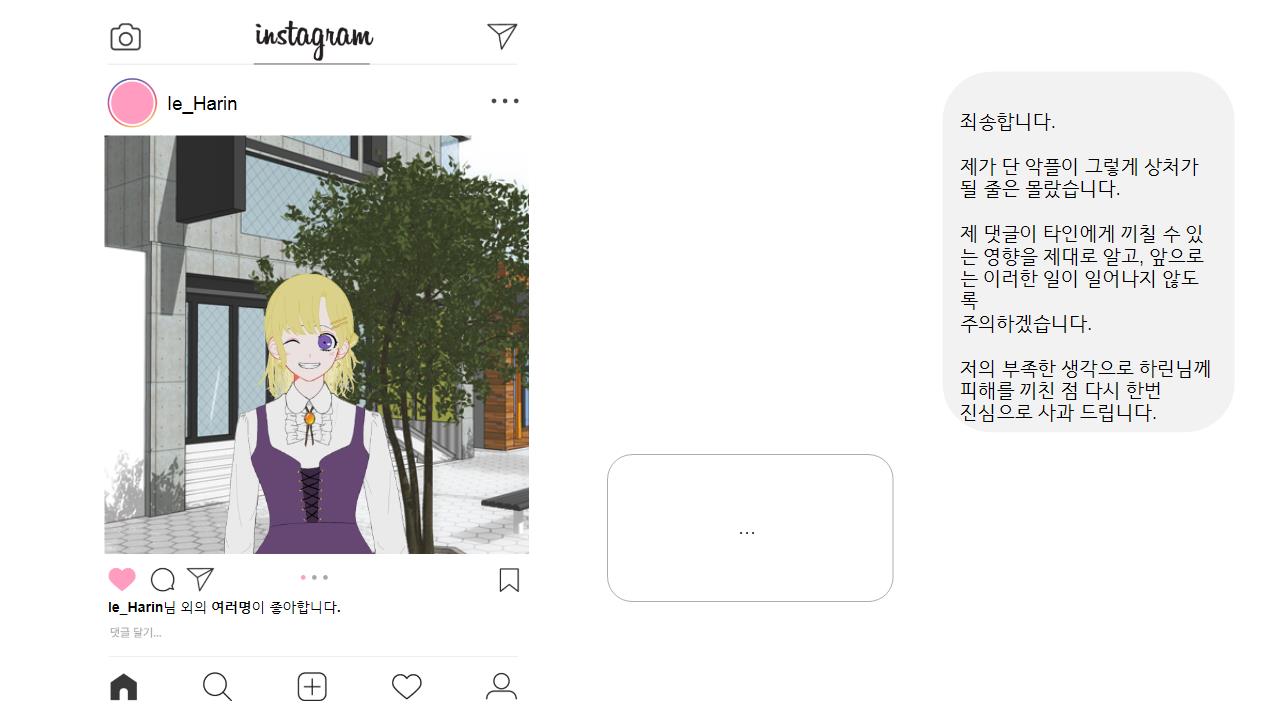 instagram
le_Harin
le_Harin님 외의 여러명이 좋아합니다.
댓글 달기...
죄송합니다.
제가 단 악플이 그렇게 상처가
될 줄은 몰랐습니다.
제 댓글이 타인에게 끼칠 수 있
는 영향을 제대로 알고, 앞으로
는 이러한 일이 일어나지 않도
록
주의하겠습니다.
저의 부족한 생각으로 하린님께
피해를 끼친 점 다시 한번
진심으로 사과 드립니다.
...